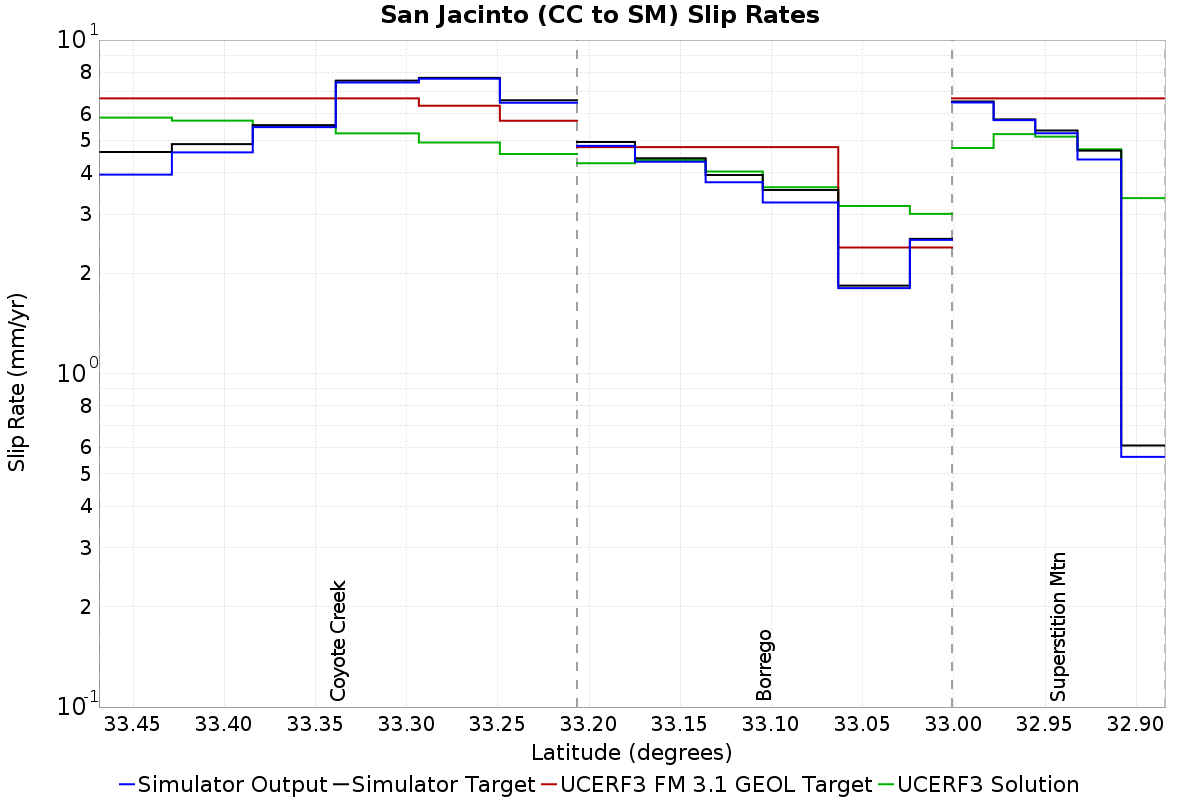 San Jacinto (CC to SM) Slip Rates
Slip Rate (mm/yr)
10^1
8
6
5
4
3
2
10^0
8
6
5
4
3
2
10^-1
Coyote Creek
Borrego
Superstition Mtn
33.45 33.40 33.35 33.30 33.25 33.20 33.15 33.10 33.05 33.00 32.95 32.90
Latitude (degrees)
Simulator Output Simulator Target UCERF3 FM 3.1 GEOL Target UCERF3 Solution